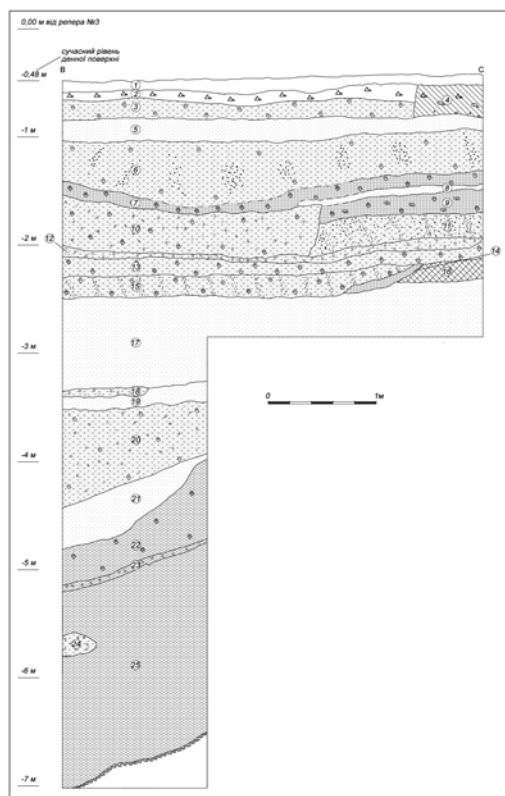 0,00 м від репера №3
сучасний рівень
денної поверхні
-0,48 м
В
С
1
2
3
4
5
-1 м
6
7
8
9
10
11
-2 м
12
13
14
15
16
17
-3 м
18
19
0
1м
20
-4 м
21
22
-5 м
23
24
25
-6 м
-7 м